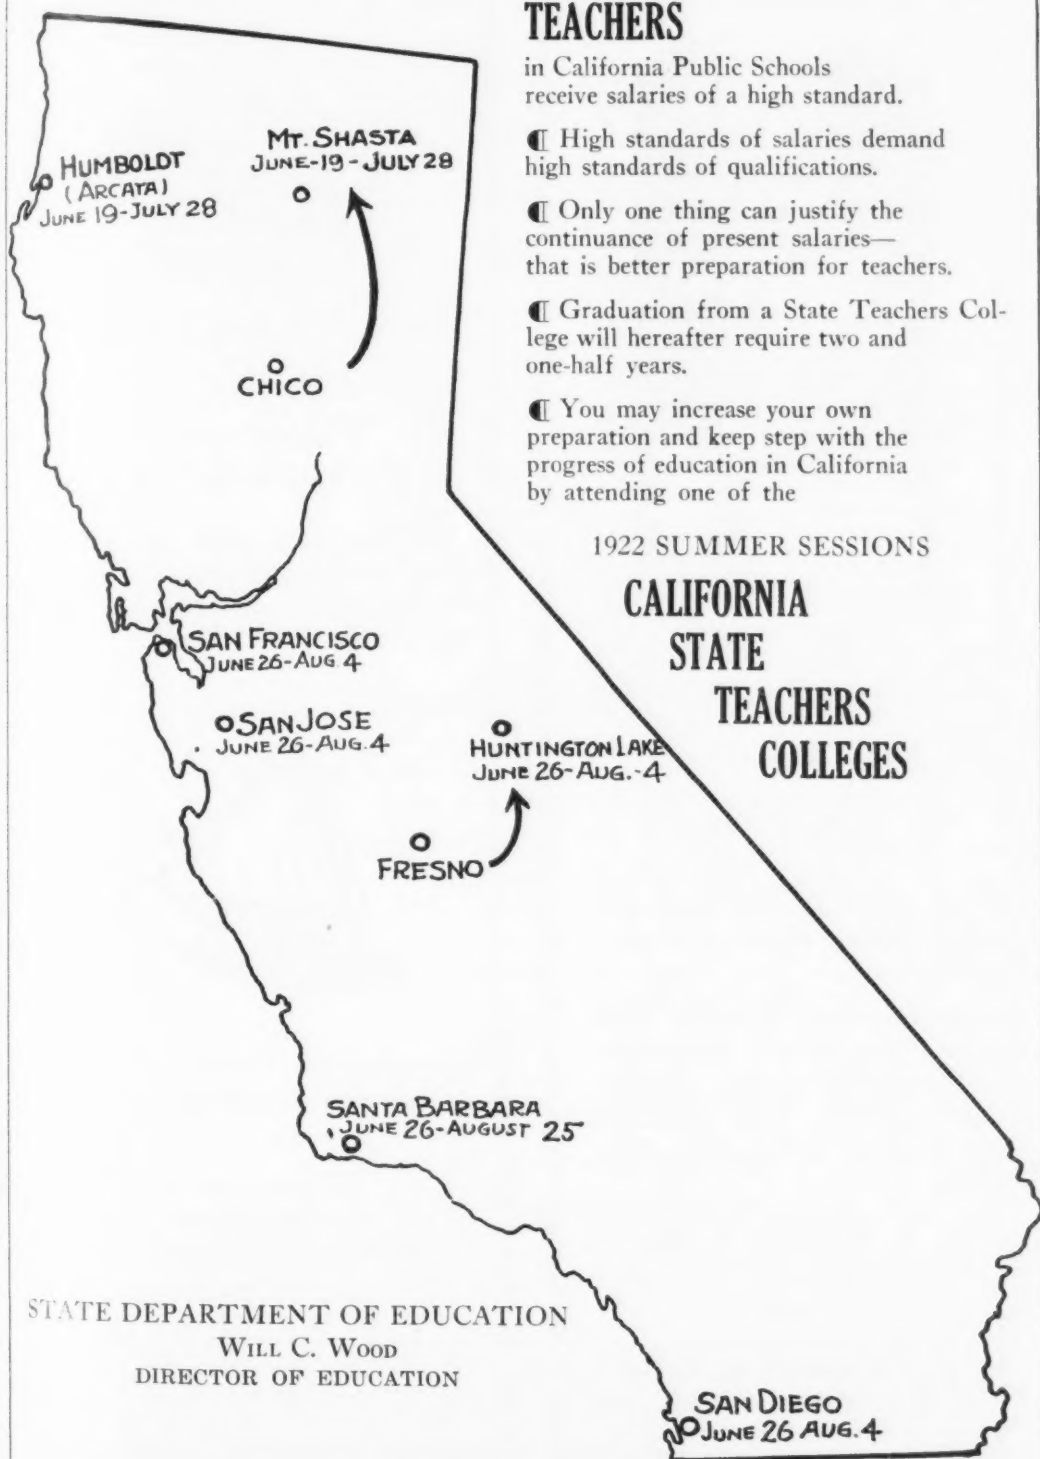 TEACHERS
in California Public Schools
receive salaries of a high standard.
¶ High standards of salaries demand
high standards of qualifications.
¶ Only one thing can justify the
continuance of present salaries—
that is better preparation for teachers.
¶ Graduation from a State Teachers Col-
lege will hereafter require two and
one-half years.
¶ You may increase your own
preparation and keep step with the
progress of education in California
by attending one of the
1922 SUMMER SESSIONS
CALIFORNIA
STATE
TEACHERS
COLLEGES
HUMBOLDT
(ARCATA)
JUNE 19-JULY 28
MT. SHASTA
JUNE-19-JULY 28
CHICO
SAN FRANCISCO
JUNE 26-AUG. 4
SAN JOSE
JUNE 26-AUG. 4
HUNTINGTON LAKE
JUNE 26-AUG.-4
FRESNO
SANTA BARBARA
JUNE 26-AUGUST 25
STATE DEPARTMENT OF EDUCATION
WILL C. WOOD
DIRECTOR OF EDUCATION
SAN DIEGO
JUNE 26 AUG. 4